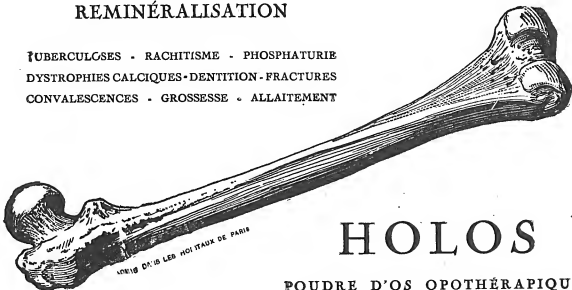 REMINÉRALISATION
TUBERCULOSES - RACHITISME - PHOSPHATURIE
DYSTROPHIES CALCIQUES - DENTITION - FRACTURES
CONVALESCENCES - GROSSESSE - ALLAITEMENT
LES HOPITAUX DE PARIS
HOLOS
POUDRE D'OS OPOTHÉRAPIQU